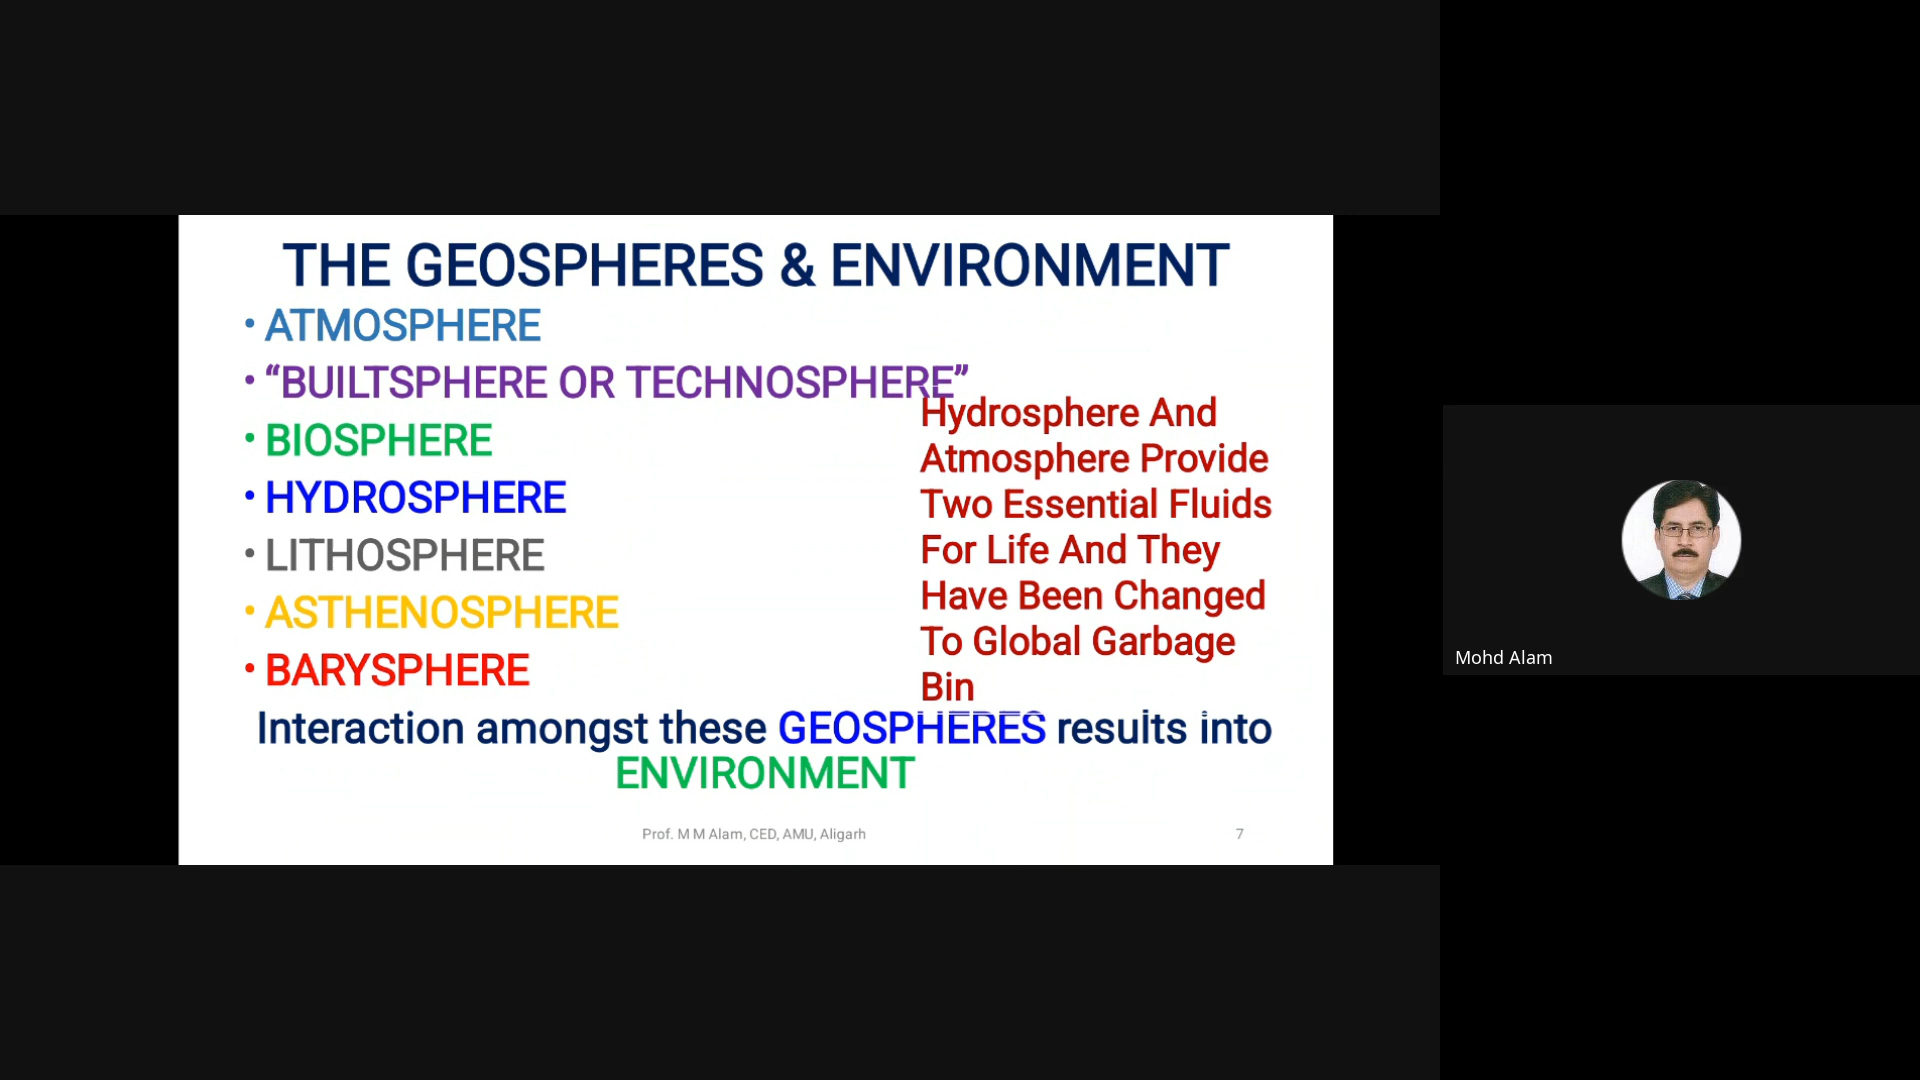 THE GEOSPHERES & ENVIRONMENT
• ATMOSPHERE
• “BUILTSPHERE OR TECHNOSPHERE”
• BIOSPHERE
• HYDROSPHERE
• LITHOSPHERE
• ASTHENOSPHERE
• BARYSPHERE
Hydrosphere And
Atmosphere Provide
Two Essential Fluids
For Life And They
Have Been Changed
To Global Garbage
Bin
Interaction amongst these GEOSPHERES results into
ENVIRONMENT
Prof. M M Alam, CED, AMU, Aligarh
7
Mohd Alam